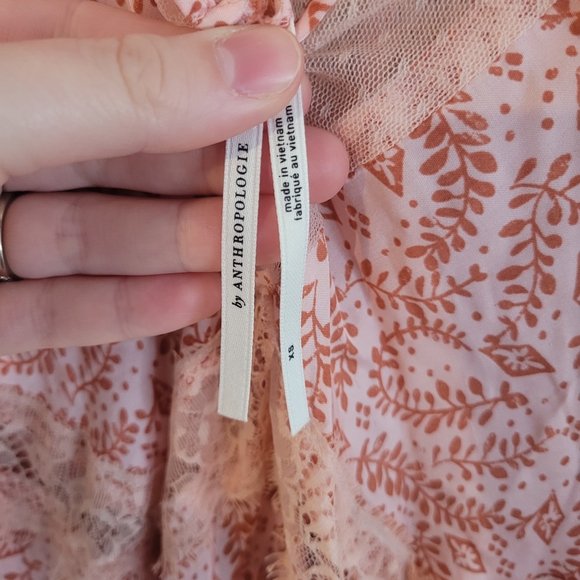 by ANTHROPOLOGIE
made in vietnam
fabriqué au vietnam
XS